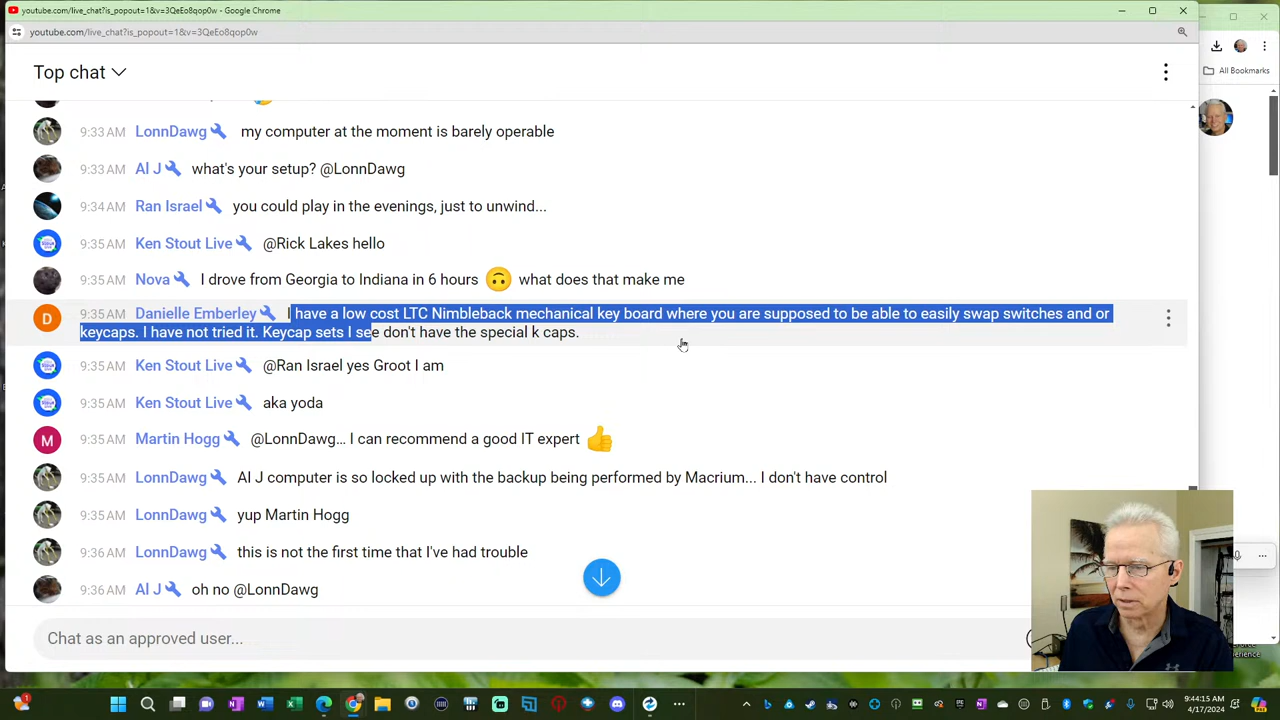 youtube.com/live_chat?is_popout=1&v=3QeEo8qop0w - Google Chrome
youtube.com/live_chat?is_popout=1&v=3QeEo8qop0w
All Bookmarks
Top chat
9:33 AM LonnDawg my computer at the moment is barely operable
9:33 AM Al J what's your setup? @LonnDawg
9:34 AM Ran Israel you could play in the evenings, just to unwind...
9:35 AM Ken Stout Live @Rick Lakes hello
9:35 AM Nova I drove from Georgia to Indiana in 6 hours 🙃 what does that make me
D 9:35 AM Danielle Emberley I have a low cost LTC Nimbleback mechanical key board where you are supposed to be able to easily swap switches and or
keycaps. I have not tried it. Keycap sets I see don't have the special k caps.
9:35 AM Ken Stout Live @Ran Israel yes Groot I am
9:35 AM Ken Stout Live aka yoda
M 9:35 AM Martin Hogg @LonnDawg... I can recommend a good IT expert 👍
9:35 AM LonnDawg Al J computer is so locked up with the backup being performed by Macrium... I don't have control
9:35 AM LonnDawg yup Martin Hogg
9:36 AM LonnDawg this is not the first time that I've had trouble
9:36 AM Al J oh no @LonnDawg
Chat as an approved user...
9:44:15 AM
4/17/2024